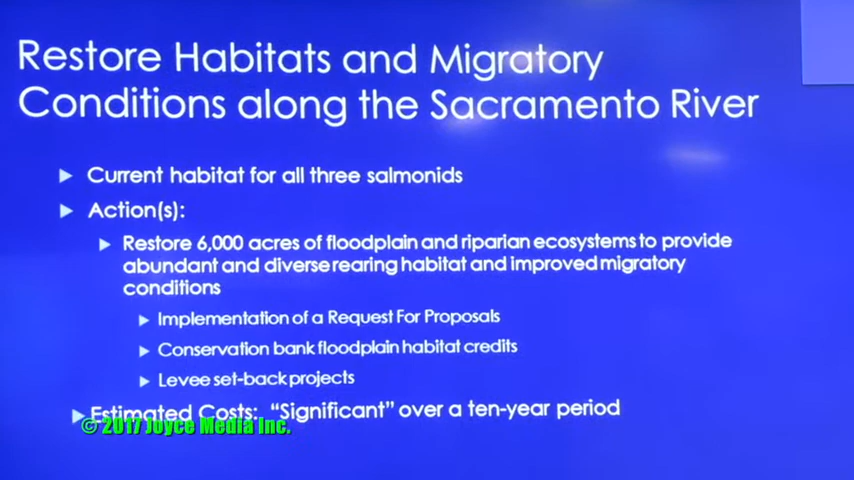 Restore Habitats and Migratory
Conditions along the Sacramento River
Current habitat for all three salmonids
Action(s):
Restore 6,000 acres of floodplain and riparian ecosystems to provide
abundant and diverse rearing habitat and improved migratory
conditions
Implementation of a Request For Proposals
Conservation bank floodplain habitat credits
Levee set-back projects
Estimated Costs: “Significant” over a ten-year period
© 2017 Joyce Media Inc.